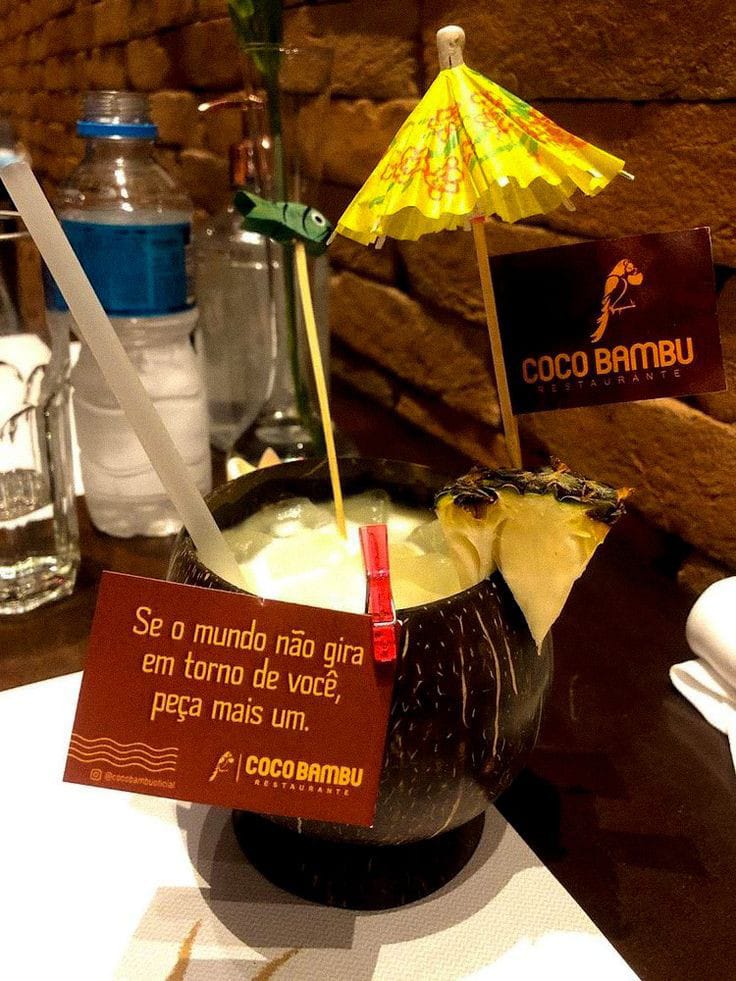 COCO BAMBU
RESTAURANTE
Se o mundo não gira
em torno de você,
peça mais um.
@cocobambuoficial
COCO BAMBU
RESTAURANTE